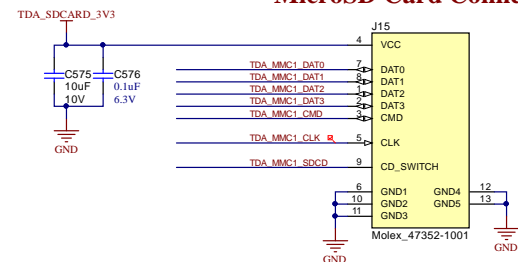 MicroSD Card Conne
TDA_SDCARD_3V3
J15
4 VCC
C575 C576
10uF 0.1uF
10V 6.3V
GND
TDA_MMC1_DAT0 7 DAT0
TDA_MMC1_DAT1 8 DAT1
TDA_MMC1_DAT2 1 DAT2
TDA_MMC1_DAT3 2 DAT3
TDA_MMC1_CMD 3 CMD
TDA_MMC1_CLK 5 CLK
TDA_MMC1_SDCD 9 CD_SWITCH
6 GND1 GND4 12
10 GND2 GND5 13
11 GND3
Molex_47352-1001
GND
GND